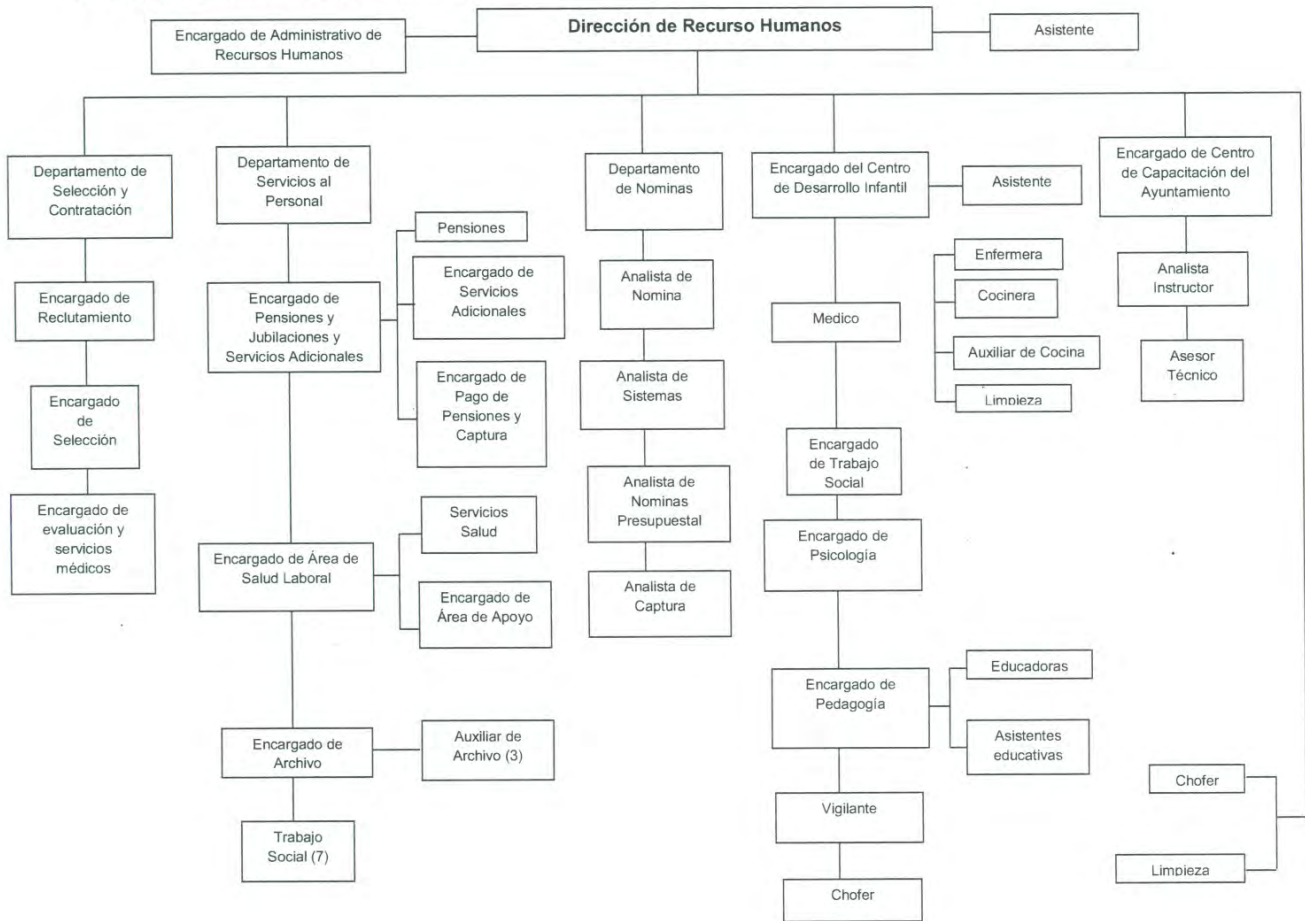 Dirección de Recurso Humanos
Encargado de Administrativo de
Recursos Humanos
Asistente
Departamento de
Selección y
Contratación
Encargado de
Reclutamiento
Encargado
de
Selección
Encargado de
evaluación y
servicios
médicos
Departamento de
Servicios al
Personal
Encargado de
Pensiones y
Jubilaciones y
Servicios Adicionales
Pensiones
Encargado de
Servicios
Adicionales
Encargado de
Pago de
Pensiones y
Captura
Encargado de Área de
Salud Laboral
Servicios
Salud
Encargado de
Área de Apoyo
Encargado de
Archivo
Auxiliar de
Archivo (3)
Trabajo
Social (7)
Departamento
de Nominas
Analista de
Nomina
Analista de
Sistemas
Analista de
Nominas
Presupuestal
Analista de
Captura
Encargado del Centro
de Desarrollo Infantil
Asistente
Enfermera
Cocinera
Auxiliar de Cocina
Limpieza
Medico
Encargado
de Trabajo
Social
Encargado de
Psicología
Encargado de
Pedagogía
Educadoras
Asistentes
educativas
Vigilante
Chofer
Encargado de Centro
de Capacitación del
Ayuntamiento
Analista
Instructor
Asesor
Técnico
Chofer
Limpieza